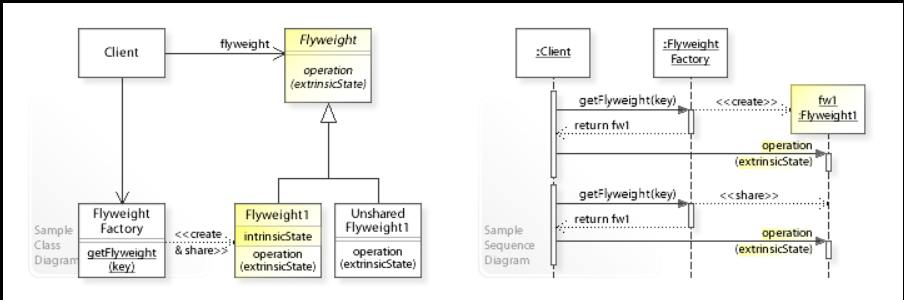 Client
flyweight
Flyweight
operation
(extrinsicState)
Flyweight
Factory
getFlyweight
(key)
<<create
& share>>
Flyweight1
intrinsicState
operation
(extrinsicState)
Unshared
Flyweight1
operation
(extrinsicState)
Sample
Class
Diagram
:Client
:Flyweight
Factory
fw1
:Flyweight1
getFlyweight(key)
<<create>>
return fw1
operation
(extrinsicState)
getFlyweight(key)
<<share>>
return fw1
operation
(extrinsicState)
Sample
Sequence
Diagram